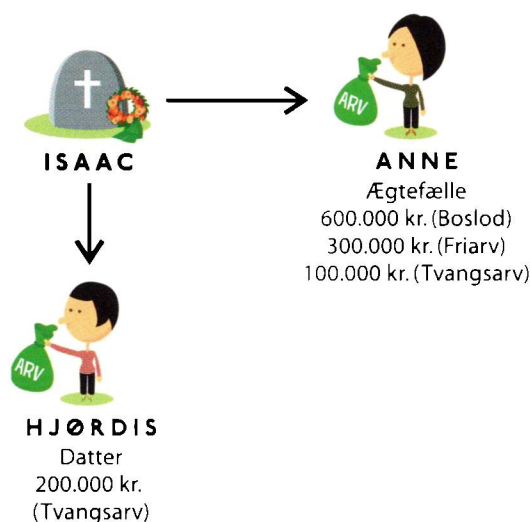 ARV
ISAAC
ANNE
Ægtefælle
600.000 kr. (Boslod)
300.000 kr. (Friarv)
100.000 kr. (Tvangsarv)
ARV
HJØRDIS
Datter
200.000 kr.
(Tvangsarv)